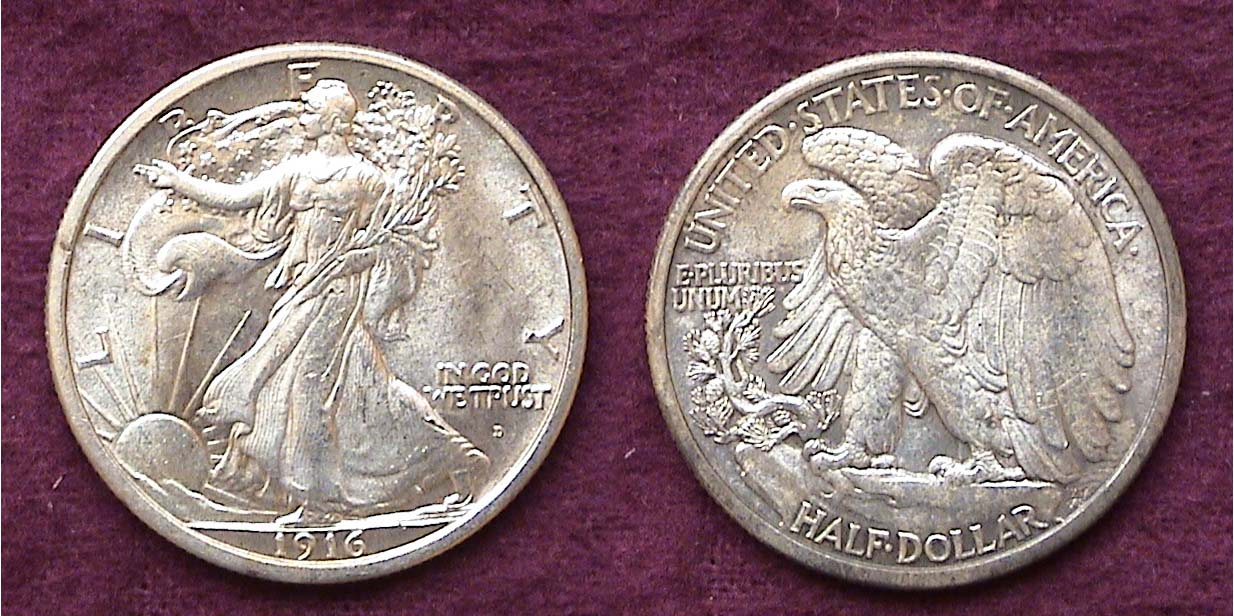 LIBERTY
IN GOD
WE TRUST
D
1916
UNITED·STATES·OF·AMERICA·
E·PLURIBUS
UNUM
HALF·DOLLAR